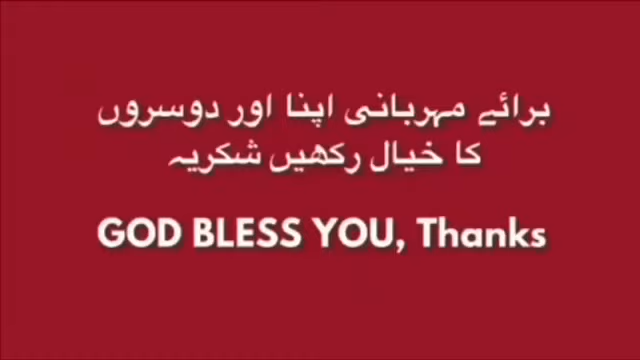 برائے مہربانی اپنا اور دوسروں
کا خیال رکھیں شکریہ
GOD BLESS YOU, Thanks